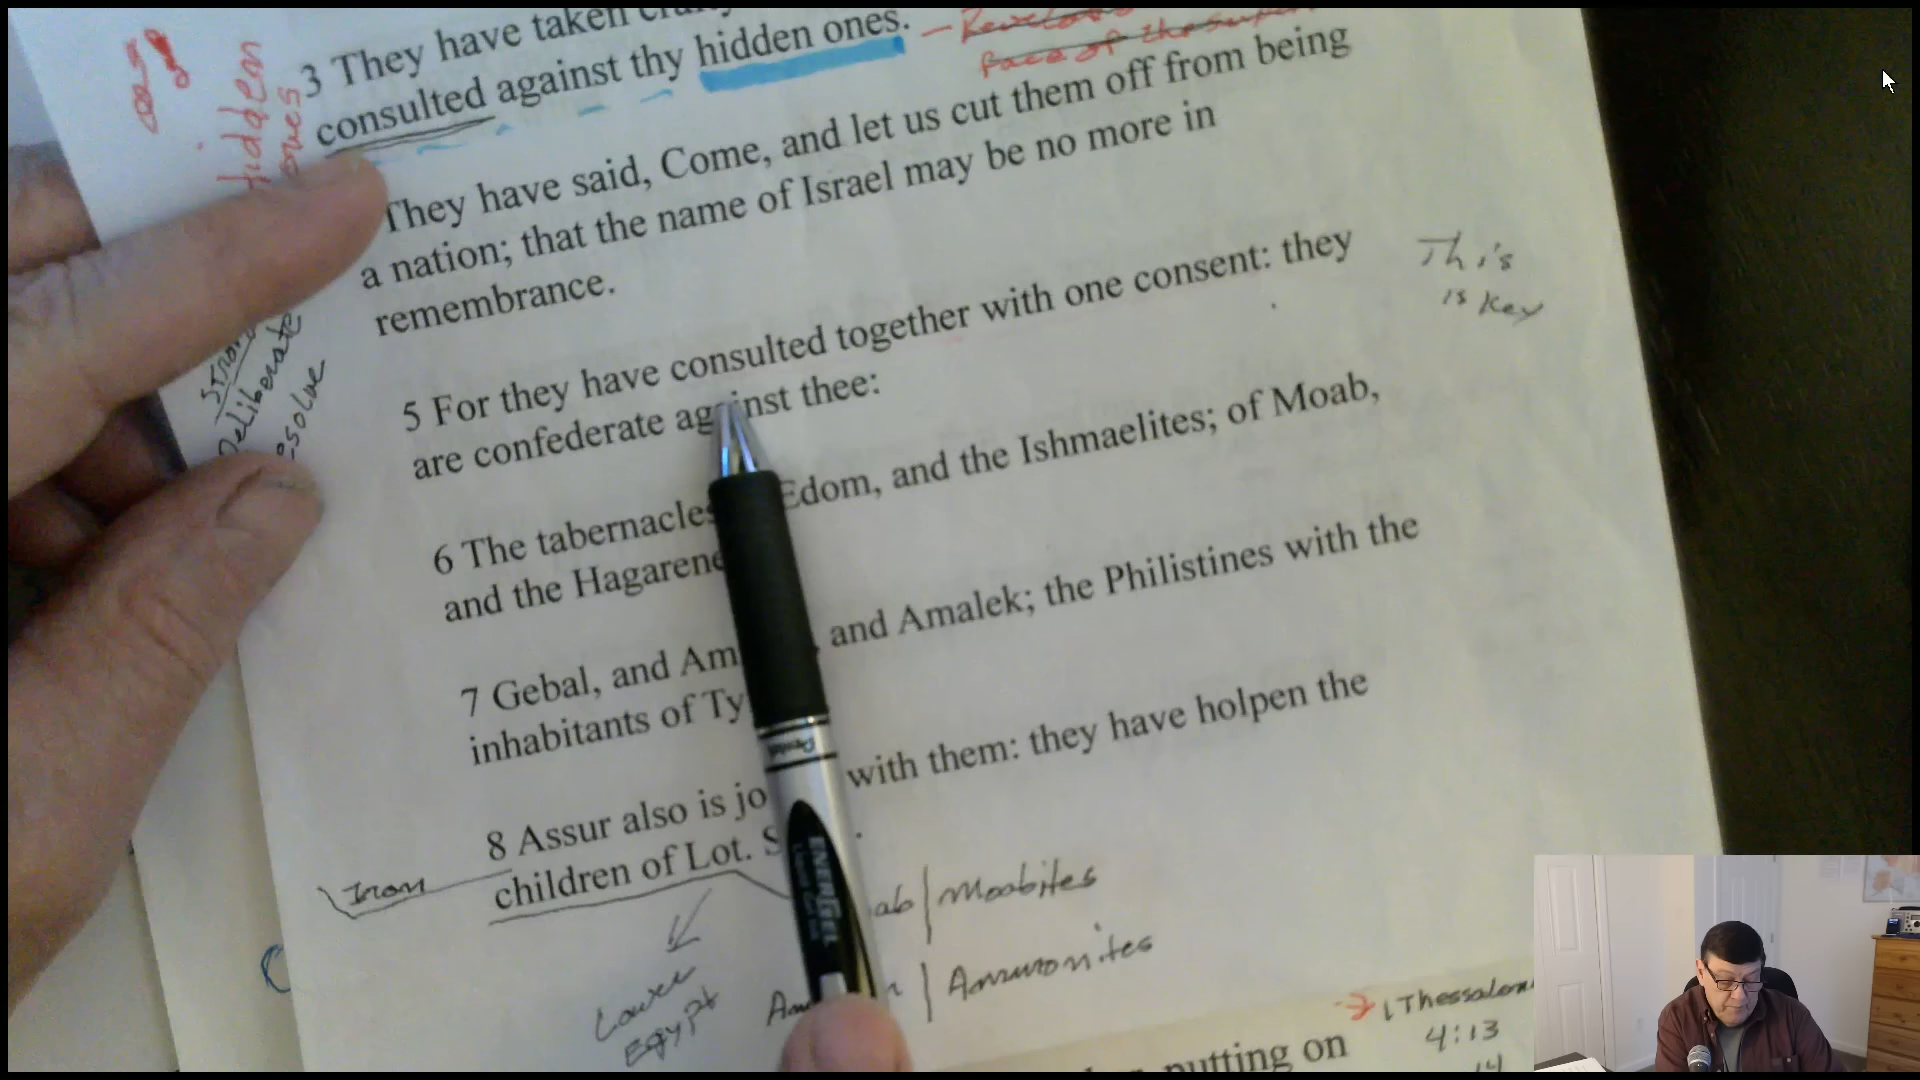 3 They have taken
consulted against thy hidden ones.
hidden
ones
They have said, Come, and let us cut them off from being
a nation; that the name of Israel may be no more in
remembrance.
This
is key
5 For they have consulted together with one consent: they
are confederate against thee:
Deliberate
6 The tabernacles Edom, and the Ishmaelites; of Moab,
and the Hagarene
7 Gebal, and Am and Amalek; the Philistines with the
inhabitants of Ty
8 Assur also is jo with them: they have holpen the
children of Lot. S
Iran
ab | Moabites
Lower
Egypt
| Ammonites
Pentel
ENERGEL
putting on
4:13
14